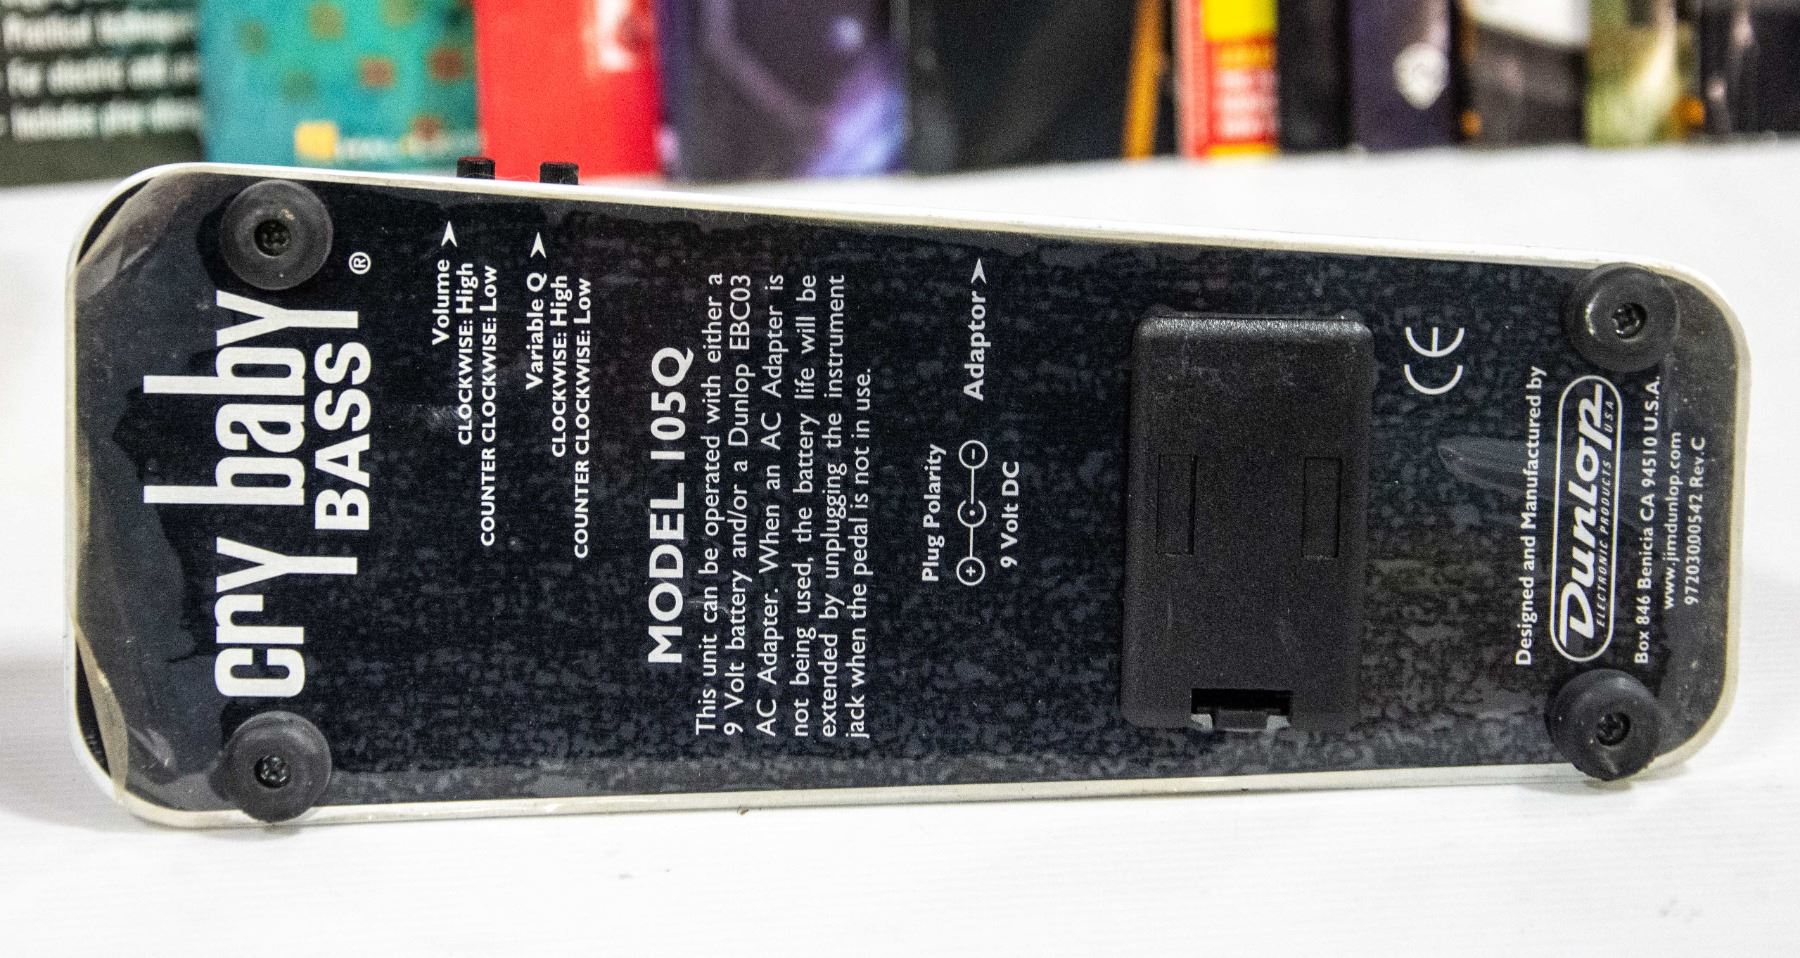 cry baby®
BASS
Volume
CLOCKWISE: High
COUNTER CLOCKWISE: Low
Variable Q
CLOCKWISE: High
COUNTER CLOCKWISE: Low
MODEL 105Q
This unit can be operated with either a
9 Volt battery and/or a Dunlop EBC03
AC Adapter. When an AC Adapter is
not being used, the battery life will be
extended by unplugging the instrument
jack when the pedal is not in use.
Plug Polarity
+ −
9 Volt DC
Adaptor
CE
Designed and Manufactured by
Dunlop
U.S.A
ELECTRONIC PRODUCTS
Box 846 Benicia CA 94510 U.S.A.
www.jimdunlop.com
97203000542 Rev.C